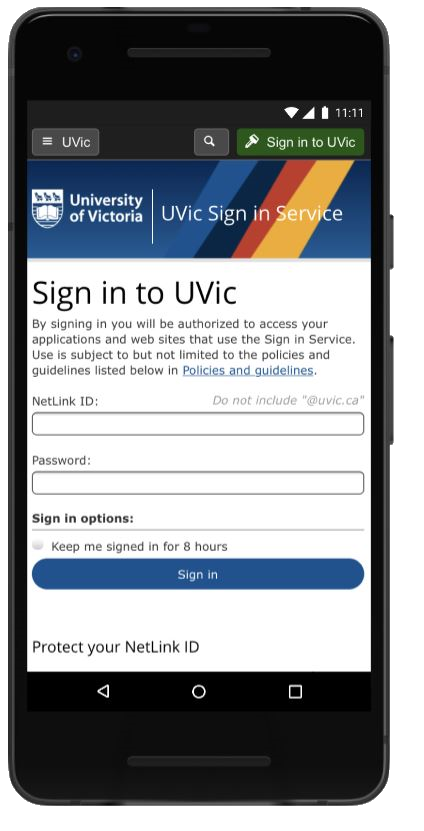 11:11
UVic
Sign in to UVic
University
of Victoria
UVic Sign in Service
Sign in to UVic
By signing in you will be authorized to access your
applications and web sites that use the Sign in Service.
Use is subject to but not limited to the policies and
guidelines listed below in Policies and guidelines.
NetLink ID: Do not include "@uvic.ca"
Password:
Sign in options:
Keep me signed in for 8 hours
Sign in
Protect your NetLink ID